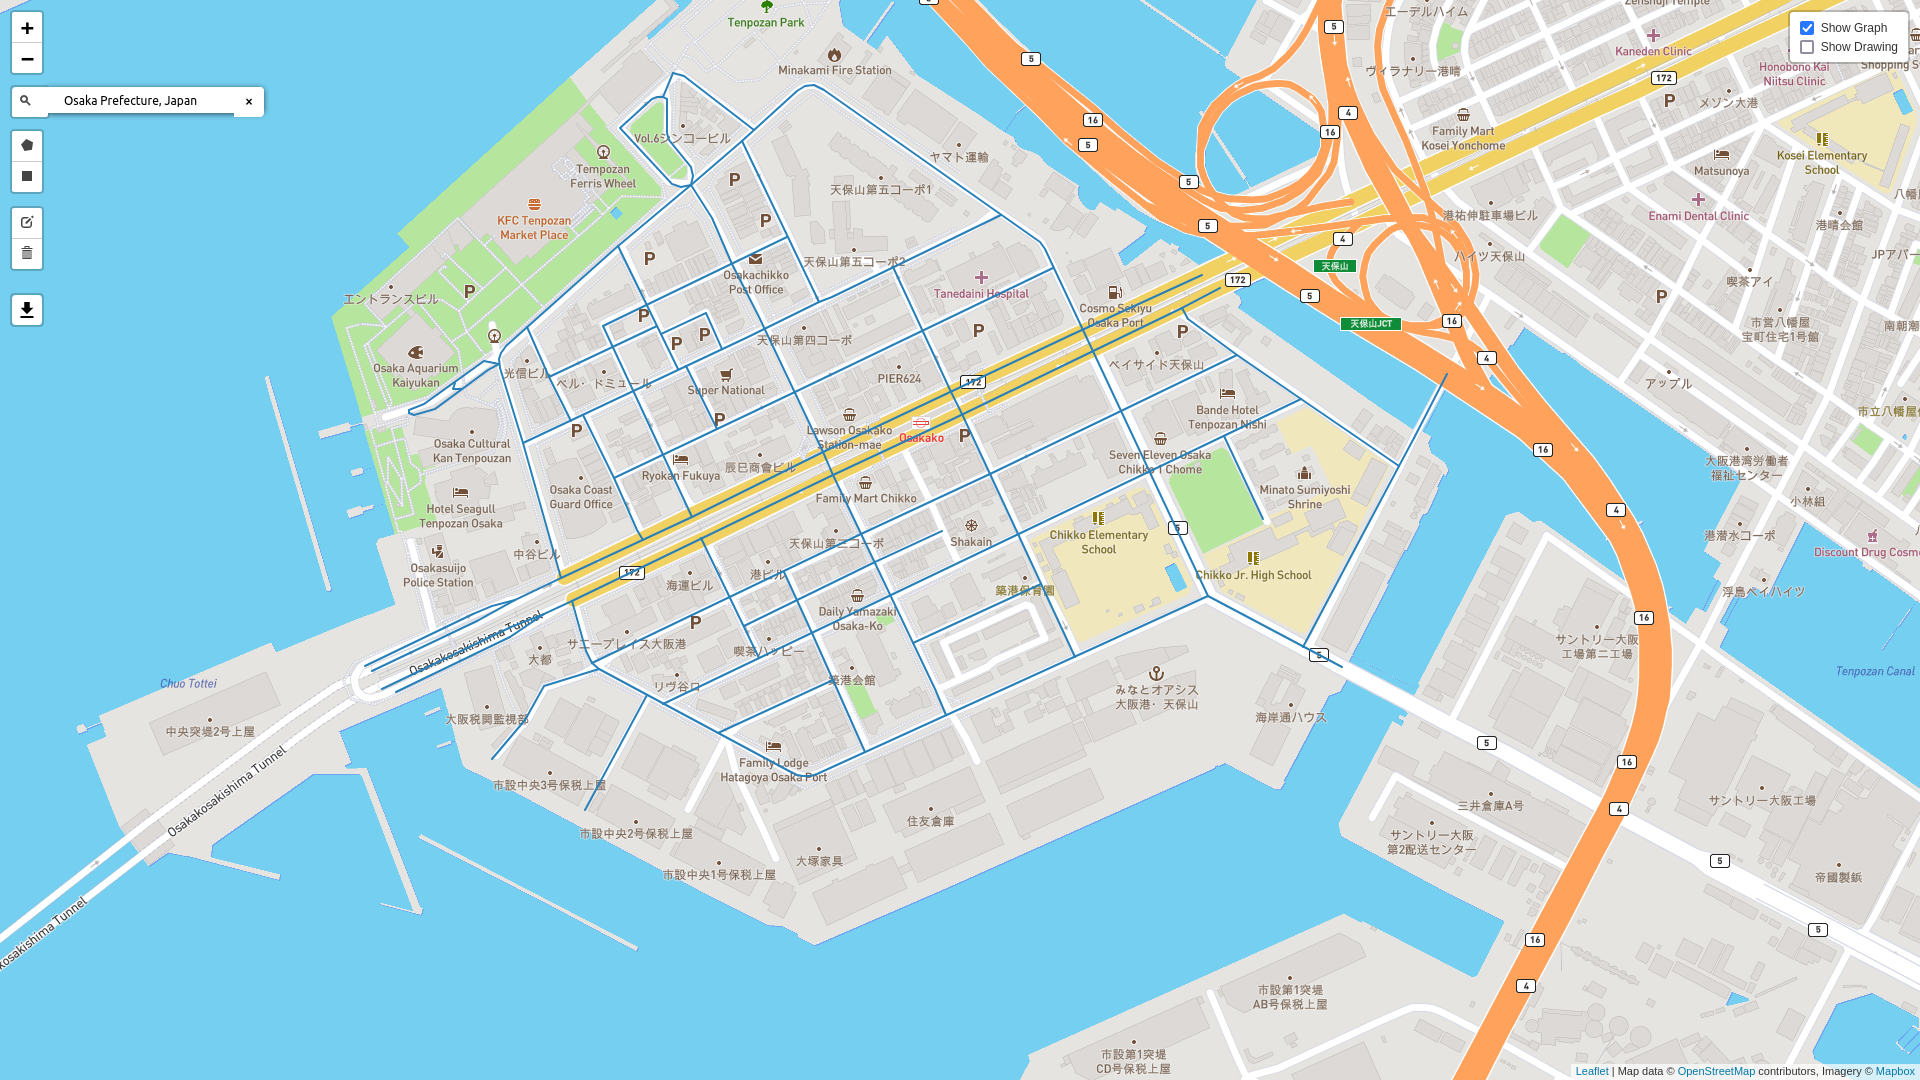 +
−
Osaka Prefecture, Japan
×
Show Graph
Show Drawing
Tenpozan Park
Minakami Fire Station
エーデルハイム
ヴィラナリー港晴
Kaneden Clinic
Honobono Kai
Niitsu Clinic
メゾン大港
Family Mart
Kosei Yonchome
Kosei Elementary
School
Matsunoya
Enami Dental Clinic
港祐伸駐車場ビル
港晴会館
ハイツ天保山
喫茶アイ
市営八幡屋
宝町住宅1号館
アップル
Vol.6シンコービル
ヤマト運輸
天保山第五コーポ1
Tempozan
Ferris Wheel
KFC Tenpozan
Market Place
天保山第五コーポ2
Osakachikko
Post Office
Tanedaini Hospital
エントランスビル
Cosmo Sekiyu
Osaka Port
天保山
天保山JCT
Osaka Aquarium
Kaiyukan
光信ビル
ベル・ドミュール
天保山第四コーポ
Super National
PIER624
ベイサイド天保山
Bande Hotel
Tenpozan Nishi
Lawson Osakako
Station-mae
Osakako
Osaka Cultural
Kan Tenpouzan
Ryokan Fukuya
辰巳商會ビル
Seven Eleven Osaka
Chikko 1 Chome
Osaka Coast
Guard Office
Family Mart Chikko
Minato Sumiyoshi
Shrine
Hotel Seagull
Tenpozan Osaka
天保山第三コーポ
Shakain
Chikko Elementary
School
大阪港湾労働者
福祉センター
小林組
港潜水コーポ
Discount Drug Cosmo
中谷ビル
Osakasuijo
Police Station
海運ビル
港ビル
築港保育園
Chikko Jr. High School
浮島ベイハイツ
Daily Yamazaki
Osaka-Ko
サニープレイス大阪港
喫茶ハッピー
Osakakosakishima Tunnel
大都
リヴ谷口
築港会館
サントリー大阪
工場第二工場
Tenpozan Canal
Chuo Tottei
中央突堤2号上屋
大阪税関監視部
みなとオアシス
大阪港・天保山
海岸通ハウス
Family Lodge
Hatagoya Osaka Port
市設中央3号保税上屋
Osakakosakishima Tunnel
市設中央2号保税上屋
住友倉庫
三井倉庫A号
サントリー大阪
第2配送センター
サントリー大阪工場
大塚家具
市設中央1号保税上屋
帝國製鋲
市設第1突堤
AB号保税上屋
市設第1突堤
CD号保税上屋
172
172
172
172
5
16
4
Leaflet | Map data © OpenStreetMap contributors, Imagery © Mapbox